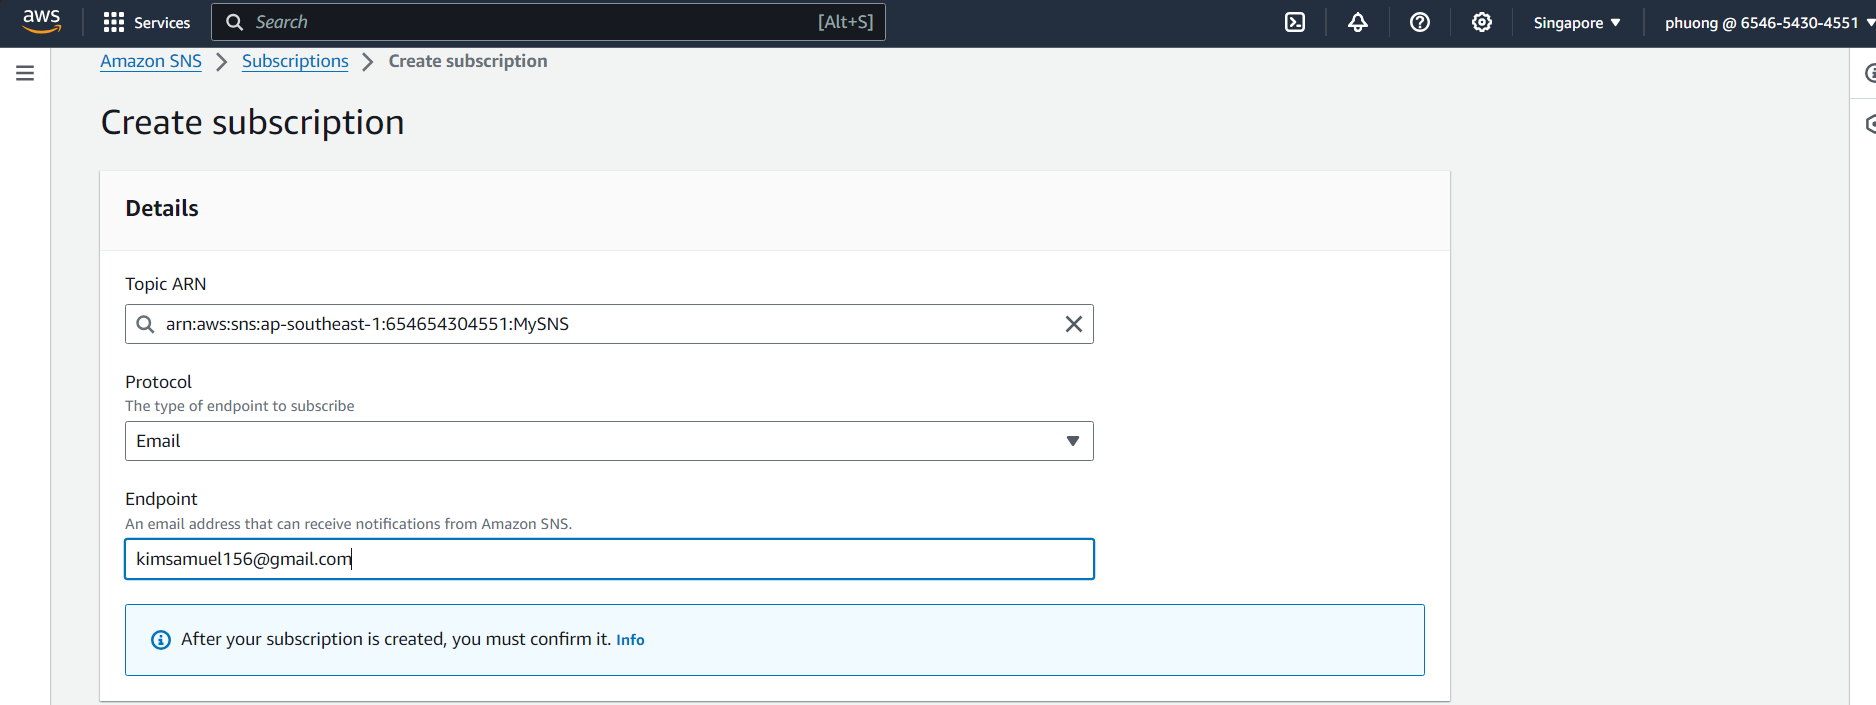 aws Services Search [Alt+S] Singapore phuong @ 6546-5430-4551
Amazon SNS Subscriptions Create subscription
Create subscription
Details
Topic ARN
arn:aws:sns:ap-southeast-1:654654304551:MySNS
Protocol
The type of endpoint to subscribe
Email
Endpoint
An email address that can receive notifications from Amazon SNS.
kimsamuel156@gmail.com
After your subscription is created, you must confirm it. Info